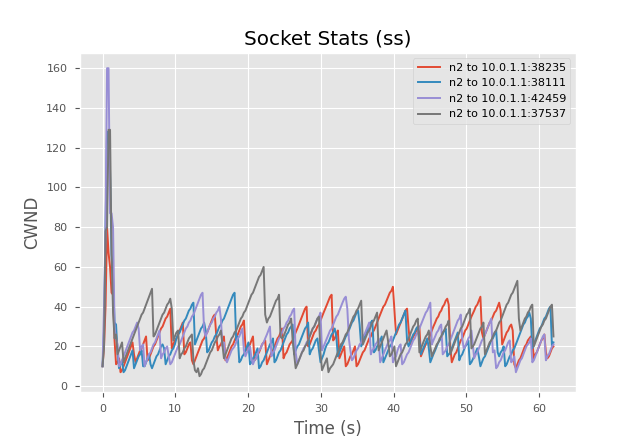 Socket Stats (ss)
n2 to 10.0.1.1:38235
n2 to 10.0.1.1:38111
n2 to 10.0.1.1:42459
n2 to 10.0.1.1:37537
CWND
160
140
120
100
80
60
40
20
0
0 10 20 30 40 50 60
Time (s)